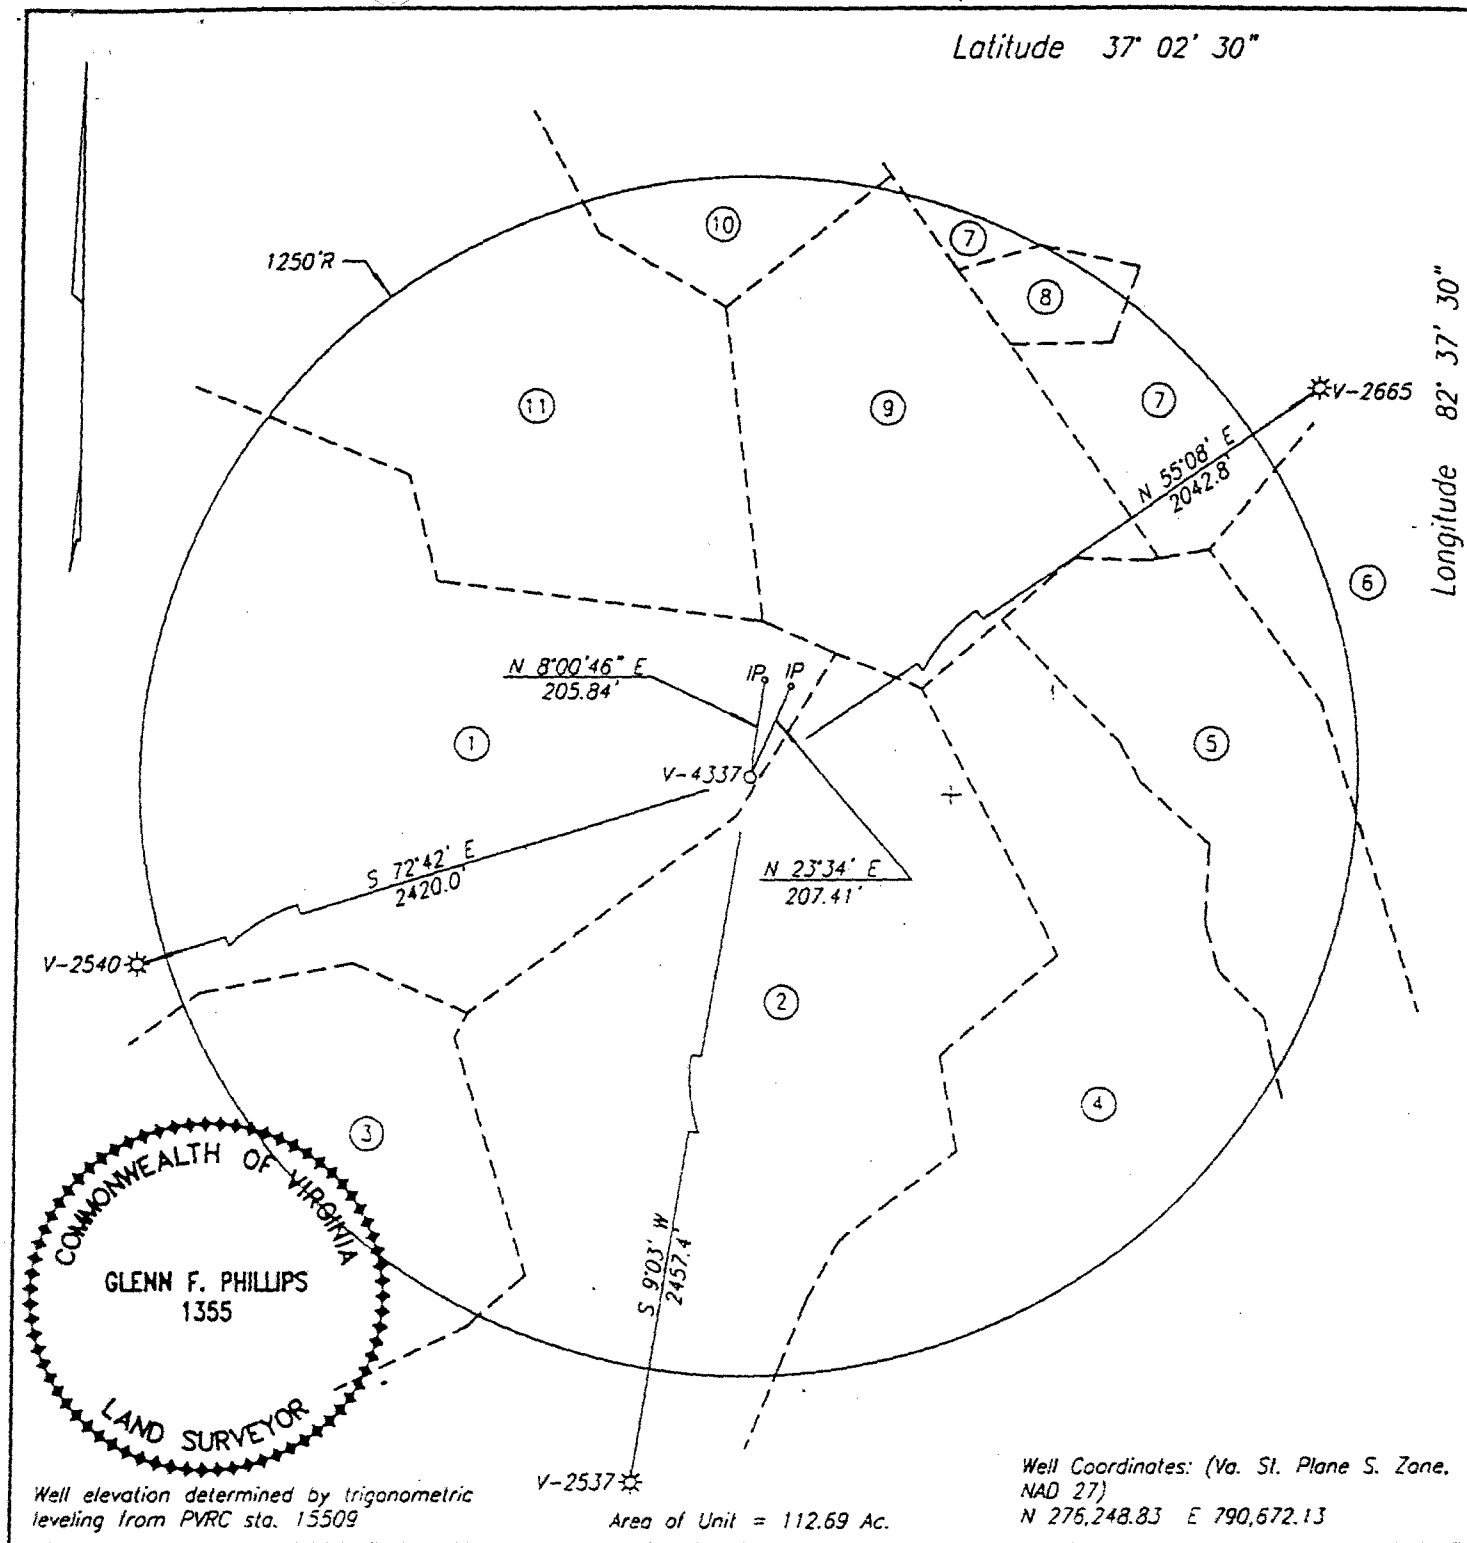 Latitude 37° 02' 30"
Longitude 82° 37' 30"
10
7
1250'R
8
11
9
7
V-2665
N 55°08' E
2042.8'
6
N 8°00'46" E
205.84'
IP
IP
1
5
V-4337
S 72°42' E
2420.0'
N 23°34' E
207.41'
V-2540
2
4
3
COMMONWEALTH OF VIRGINIA
GLENN F. PHILLIPS
1355
LAND SURVEYOR
S 9°03' W
2457.4'
V-2537
Well elevation determined by trigonometric
leveling from PVRC sta. 15509
Area of Unit = 112.69 Ac.
Well Coordinates: (Va. St. Plane S. Zone,
NAD 27)
N 276,248.83 E 790,672.13